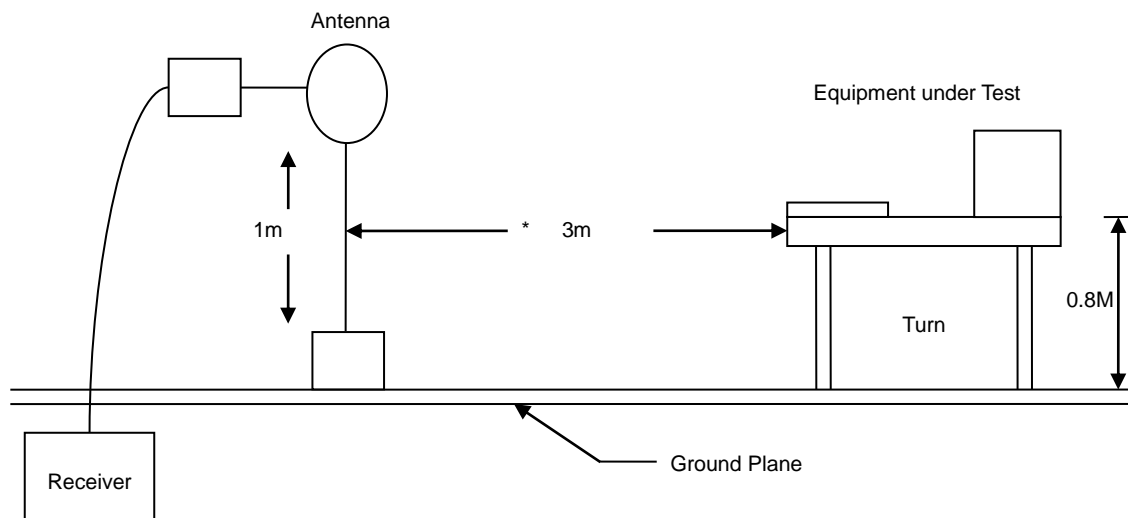 Antenna
Equipment under Test
1m
* 3m
0.8M
Turn
Ground Plane
Receiver